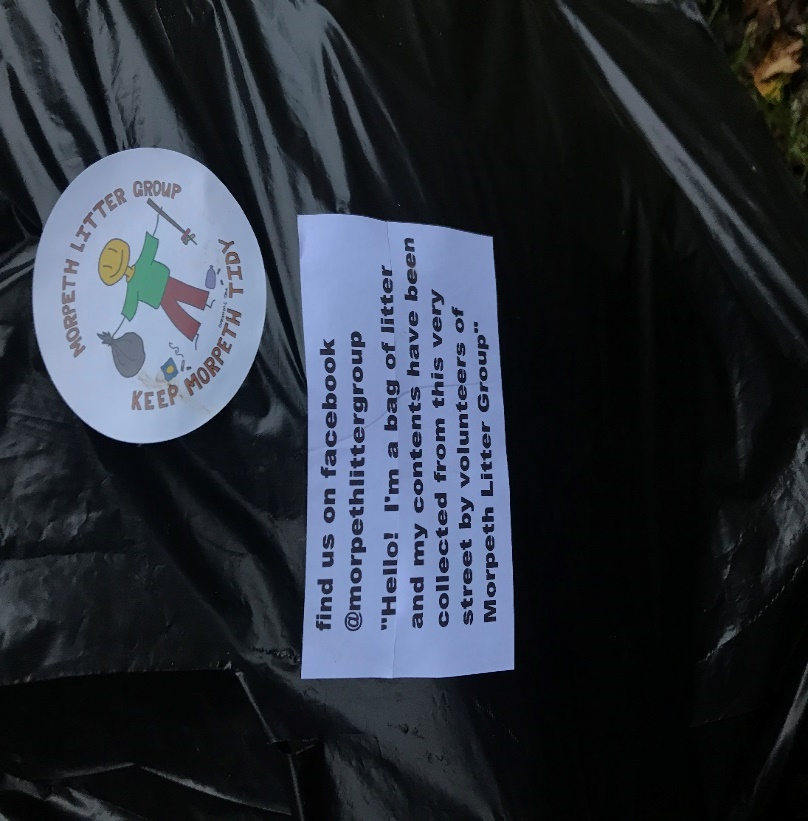 MORPETH LITTER GROUP
KEEP MORPETH TIDY
find us on facebook
@morpethlittergroup
"Hello! I'm a bag of litter
and my contents have been
collected from this very
street by volunteers of
Morpeth Litter Group"